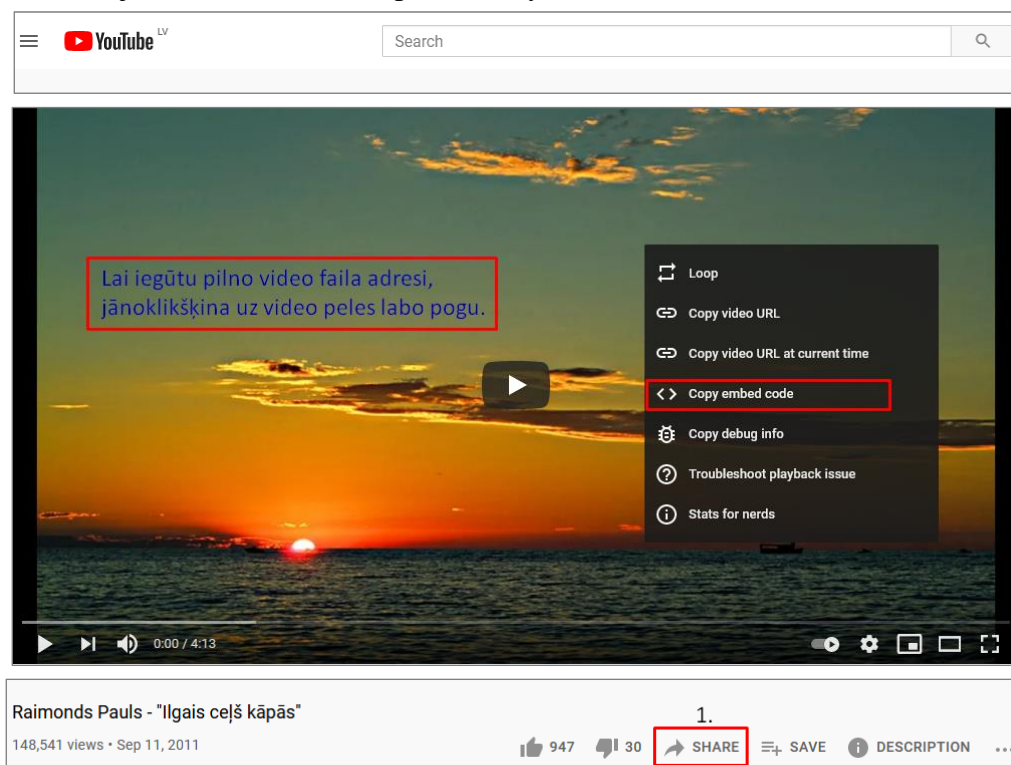 YouTube LV
Search
Lai iegūtu pilno video faila adresi,
jānoklikšķina uz video peles labo pogu.
Loop
Copy video URL
Copy video URL at current time
Copy embed code
Copy debug info
Troubleshoot playback issue
Stats for nerds
0:00 / 4:13
Raimonds Pauls - "Ilgais ceļš kāpās"
1.
148,541 views • Sep 11, 2011
947
30
SHARE
SAVE
DESCRIPTION